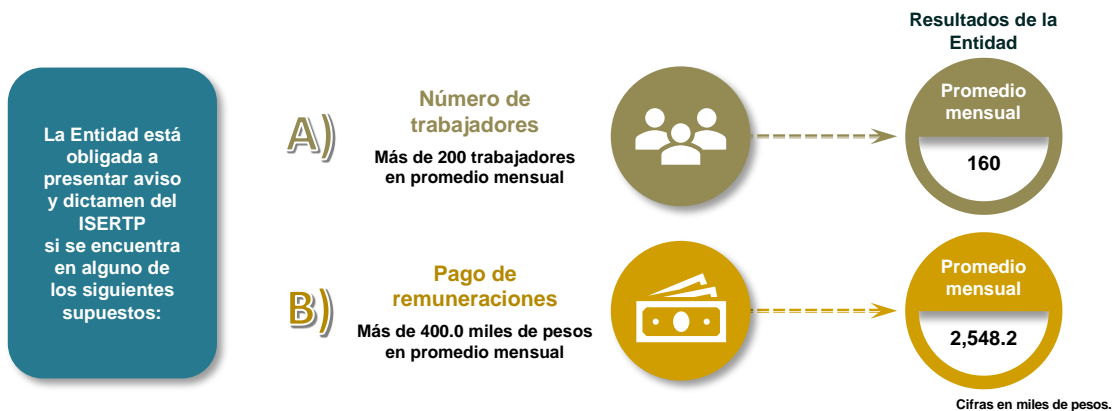 La Entidad está
obligada a
presentar aviso
y dictamen del
ISERTP
si se encuentra
en alguno de
los siguientes
supuestos:
A)
Número de
trabajadores
Más de 200 trabajadores
en promedio mensual
Resultados de la
Entidad
Promedio
mensual
160
B)
Pago de
remuneraciones
Más de 400.0 miles de pesos
en promedio mensual
Promedio
mensual
2,548.2
Cifras en miles de pesos.